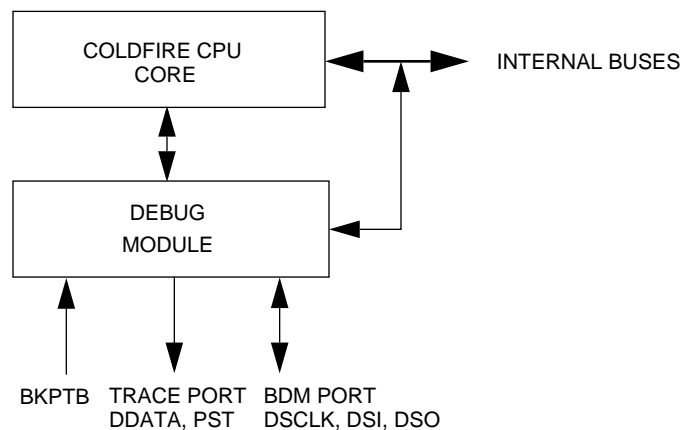 COLDFIRE CPU
CORE
INTERNAL BUSES
DEBUG
MODULE
BKPTB
TRACE PORT
DDATA, PST
BDM PORT
DSCLK, DSI, DSO